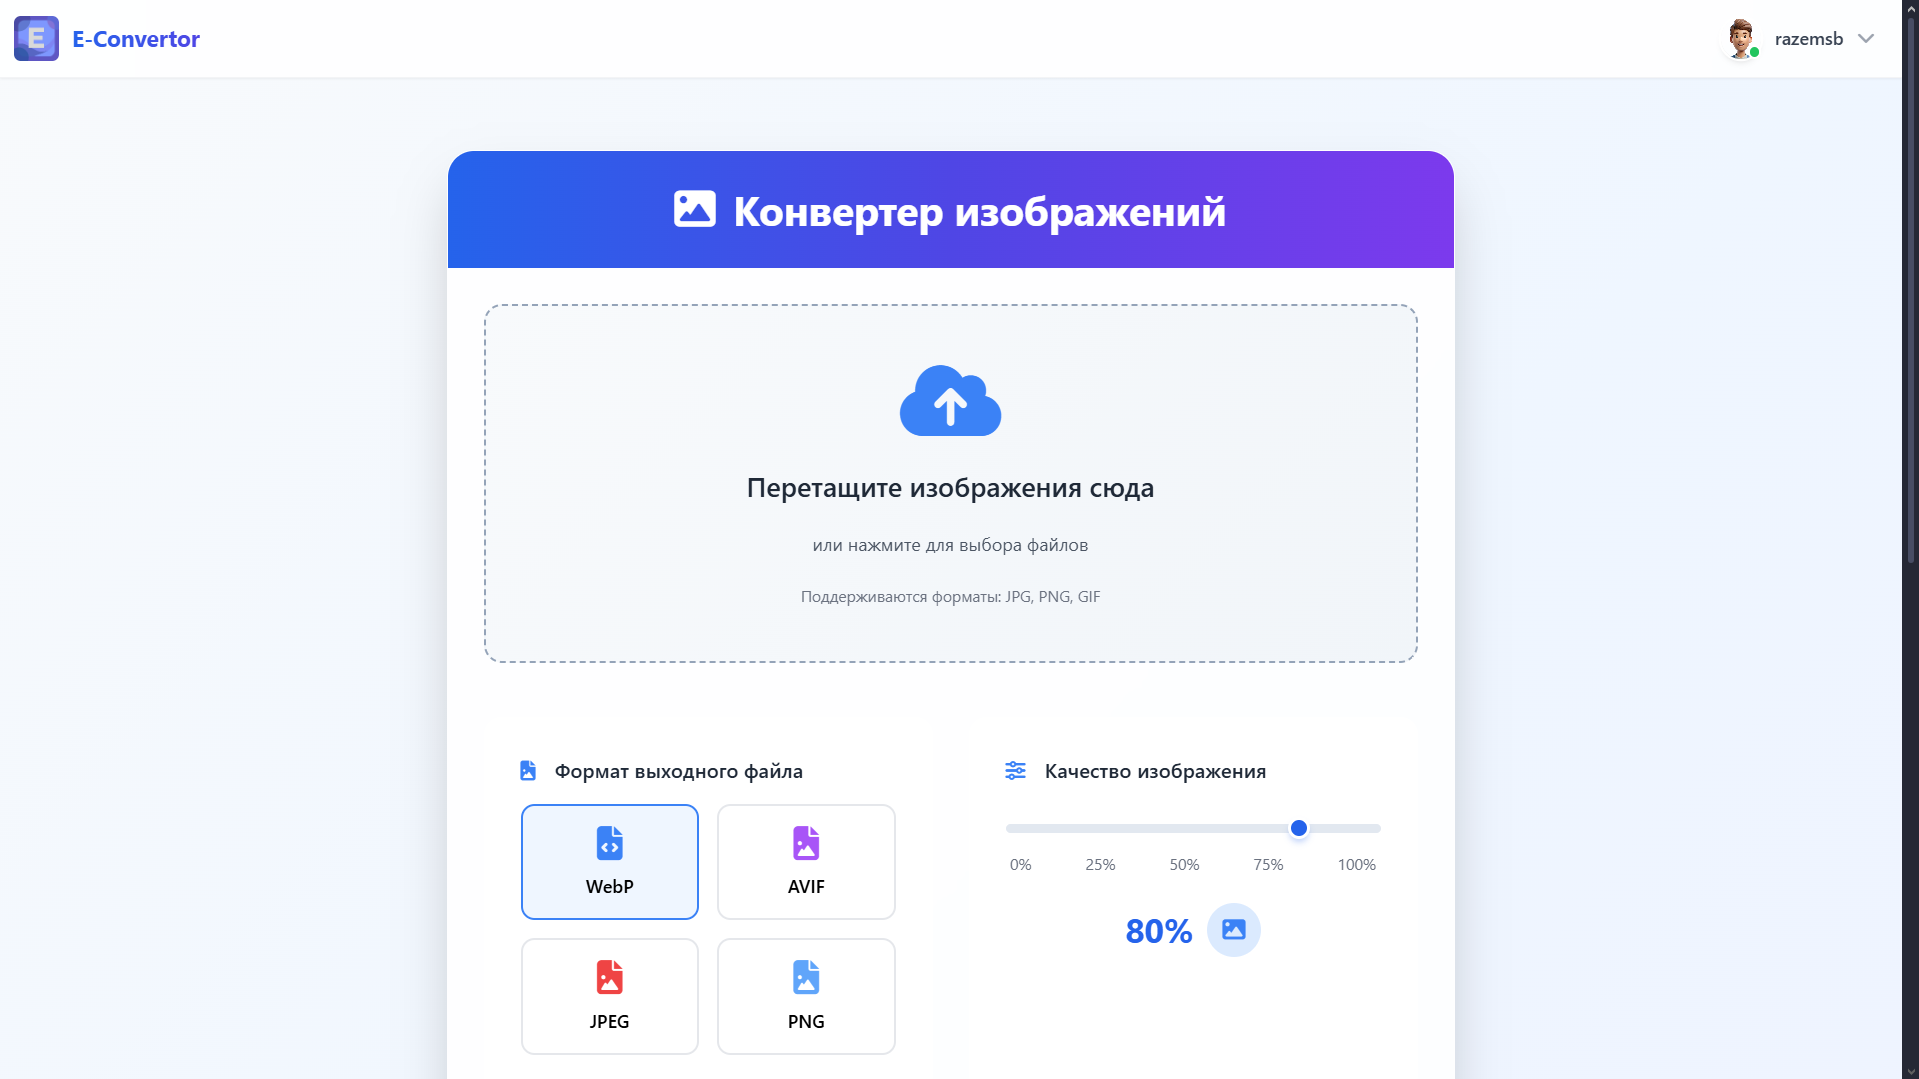 E
E-Convertor
razemsb
Конвертер изображений
Перетащите изображения сюда
или нажмите для выбора файлов
Поддерживаются форматы: JPG, PNG, GIF
Формат выходного файла
WebP
AVIF
JPEG
PNG
Качество изображения
0% 25% 50% 75% 100%
80%